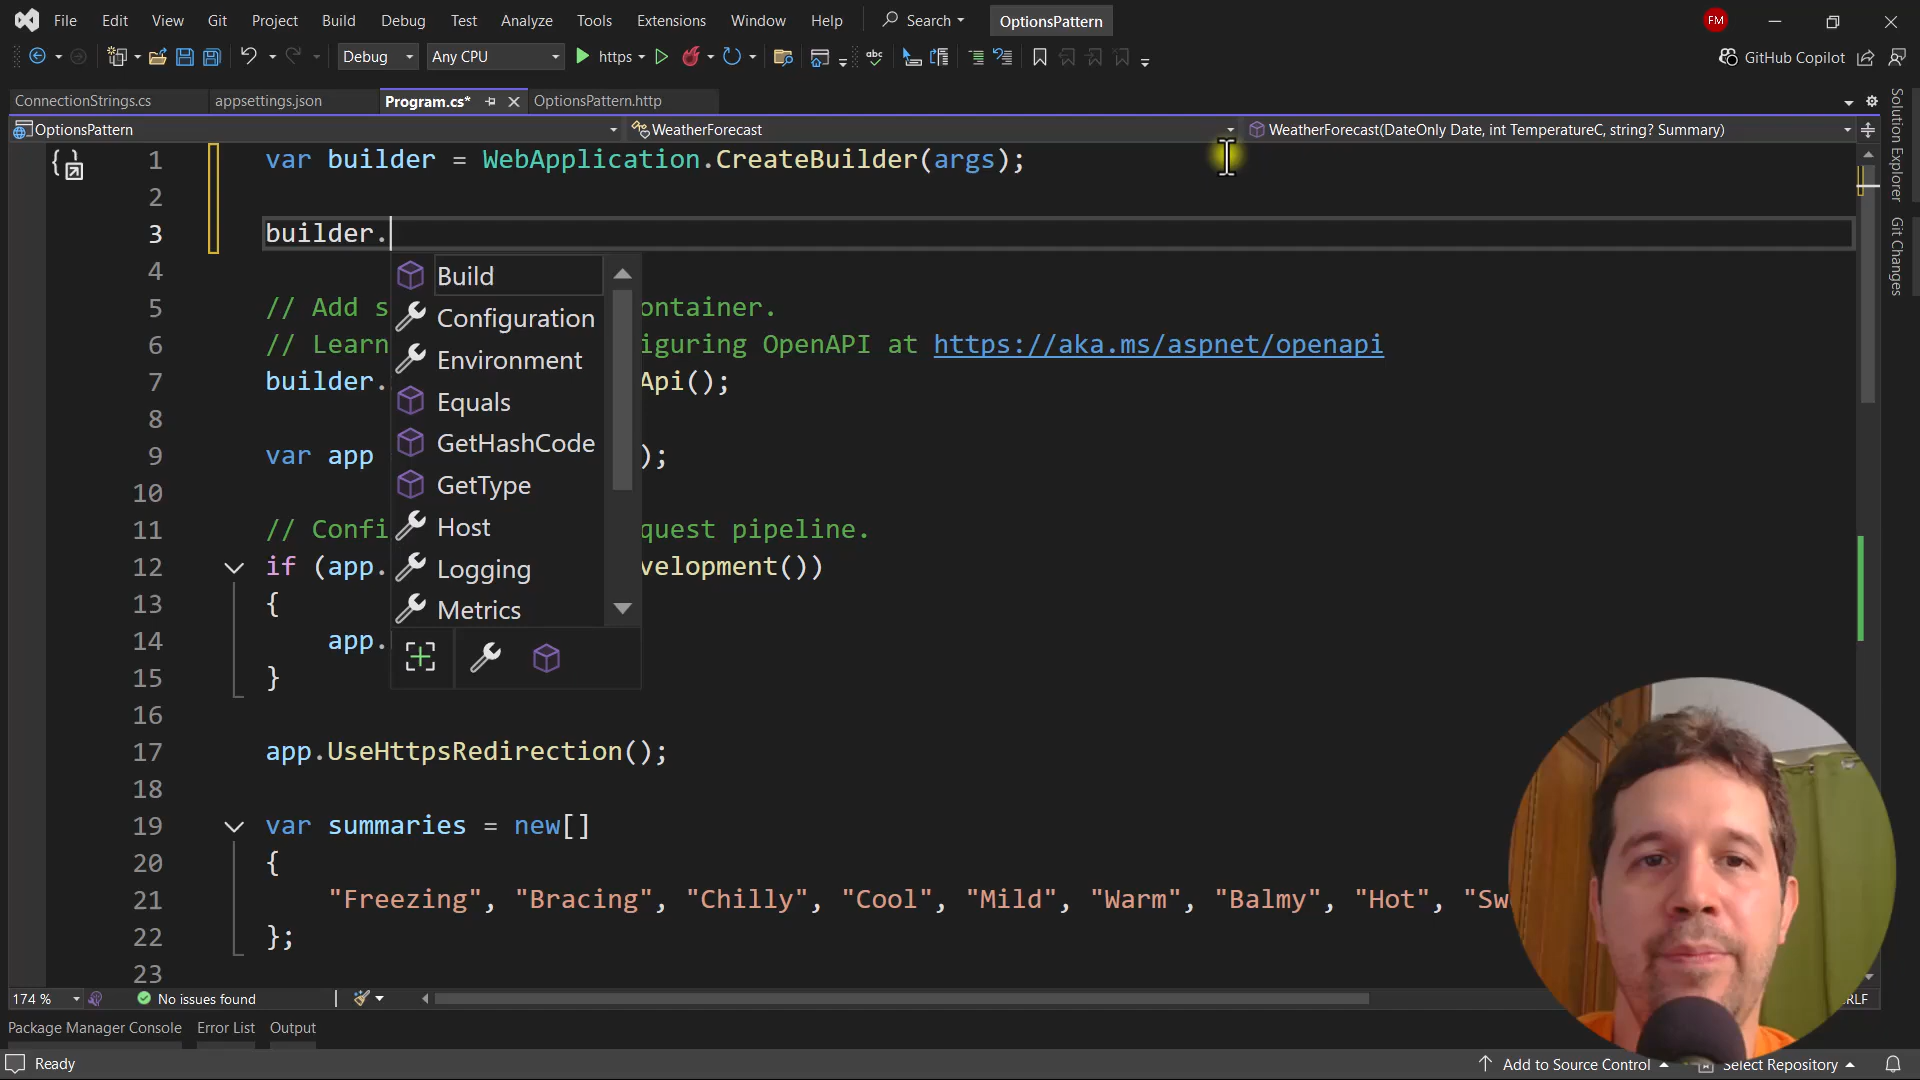 File Edit View Git Project Build Debug Test Analyze Tools Extensions Window Help Search OptionsPattern FM
Debug Any CPU https abc GitHub Copilot
ConnectionStrings.cs appsettings.json Program.cs* OptionsPattern.http
OptionsPattern WeatherForecast WeatherForecast(DateOnly Date, int TemperatureC, string? Summary)
1 var builder = WebApplication.CreateBuilder(args);
2
3 builder.
4
5 // Add s ontainer.
6 // Learn iguring OpenAPI at https://aka.ms/aspnet/openapi
7 builder. Api();
8
9 var app );
10
11 // Confi quest pipeline.
12 if (app. velopment())
13 {
14 app.
15 }
16
17 app.UseHttpsRedirection();
18
19 var summaries = new[]
20 {
21 "Freezing", "Bracing", "Chilly", "Cool", "Mild", "Warm", "Balmy", "Hot", "Sw
22 };
23
Build
Configuration
Environment
Equals
GetHashCode
GetType
Host
Logging
Metrics
Solution Explorer
Git Changes
174 % No issues found RLF
Package Manager Console Error List Output
Ready Add to Source Control Select Repository